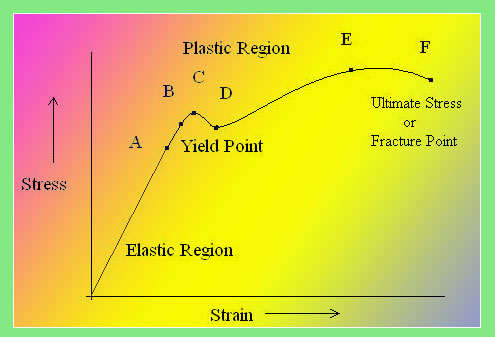 Plastic Region
E
F
C
B
D
A
Ultimate Stress
or
Fracture Point
Yield Point
Stress
Elastic Region
Strain